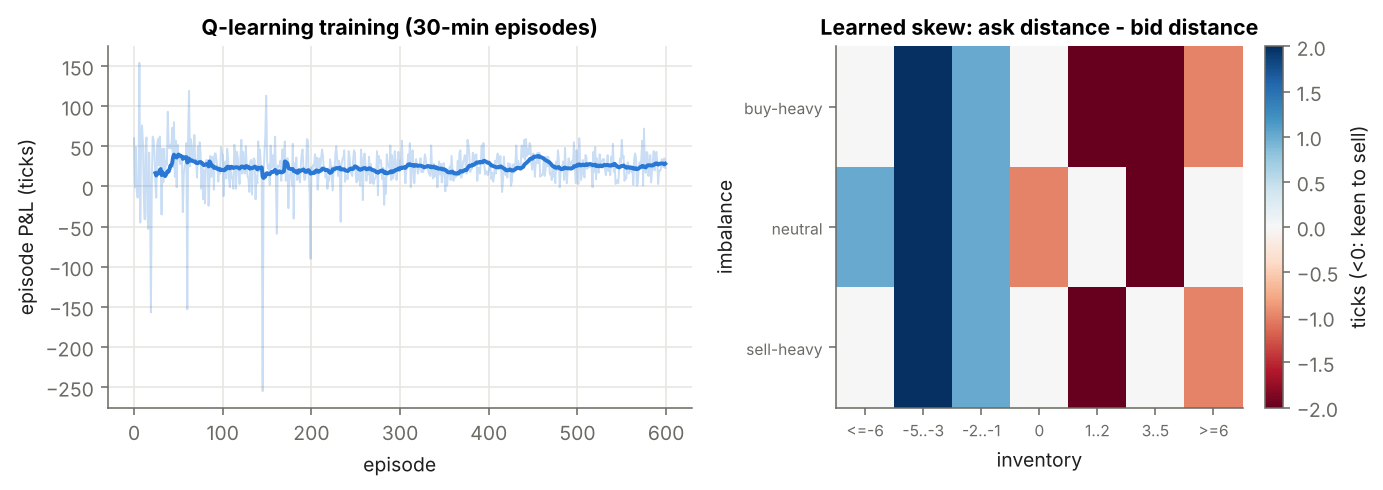 Q-learning training (30-min episodes)
150
100
50
0
−50
−100
−150
−200
−250
episode P&L (ticks)
0 100 200 300 400 500 600
episode
Learned skew: ask distance - bid distance
buy-heavy
neutral
sell-heavy
imbalance
<=-6 -5..-3 -2..-1 0 1..2 3..5 >=6
inventory
2.0
1.5
1.0
0.5
0.0
−0.5
−1.0
−1.5
−2.0
ticks (<0: keen to sell)